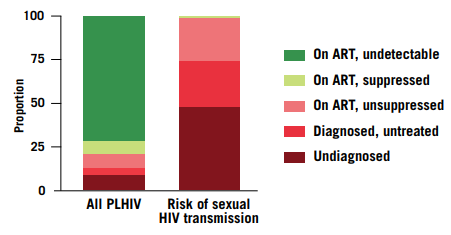 100
75
50
25
0
Proportion
All PLHIV
Risk of sexual
HIV transmission
On ART, undetectable
On ART, suppressed
On ART, unsuppressed
Diagnosed, untreated
Undiagnosed